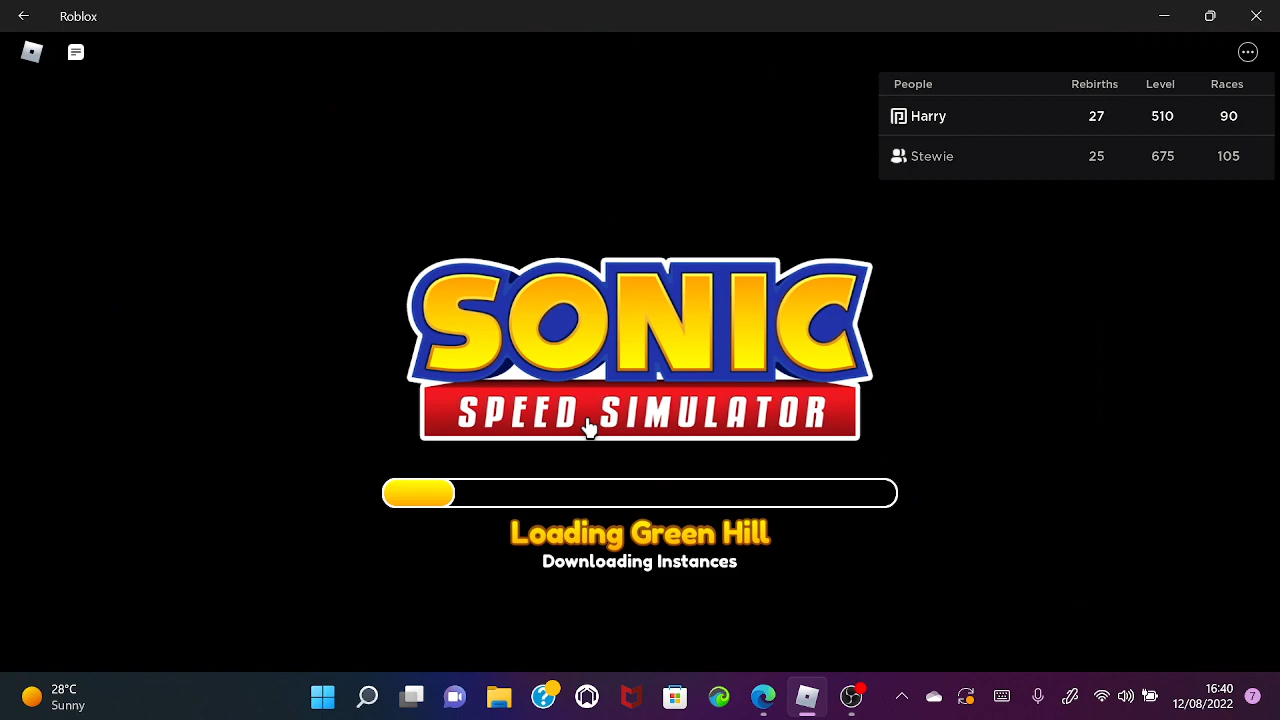 Roblox
People Rebirths Level Races
Harry 27 510 90
Stewie 25 675 105
SONIC
SPEED SIMULATOR
Loading Green Hill
Downloading Instances
28°C
Sunny
16:40
12/08/2022
7